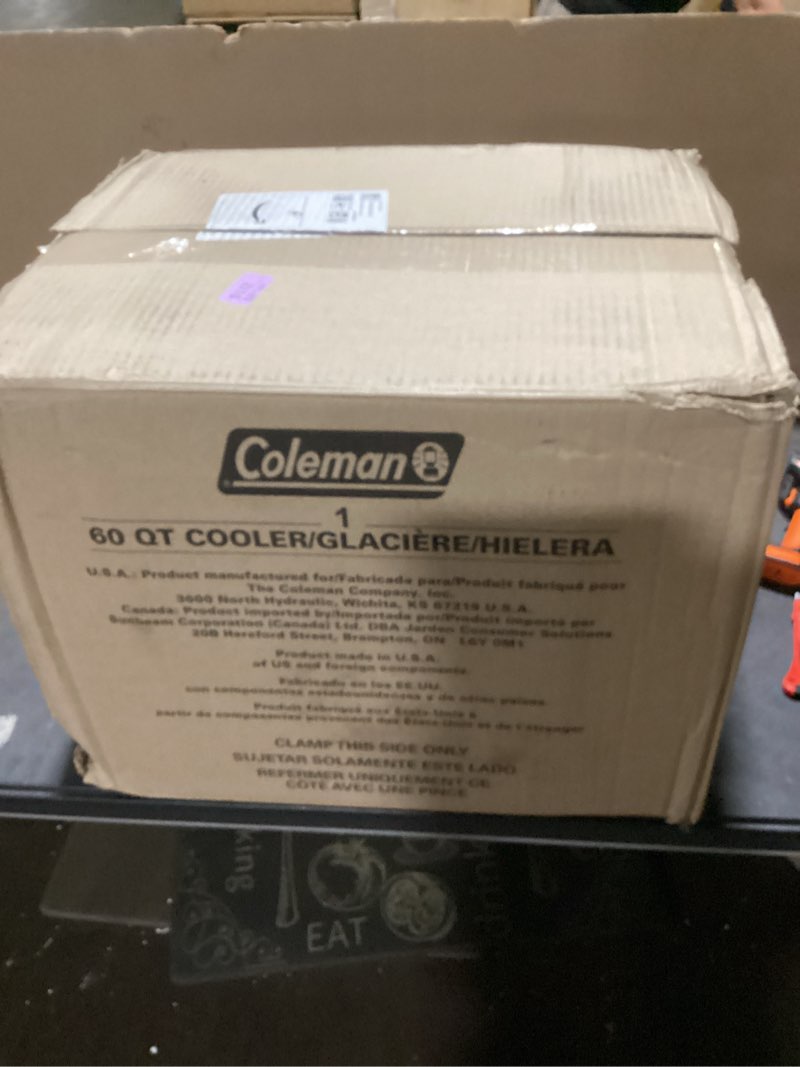 Coleman
1
60 QT COOLER/GLACIÈRE/HIELERA
U.S.A.: Product manufactured for/Fabricada para/Produit fabriqué pour
The Coleman Company, Inc.
3600 North Hydraulic, Wichita, KS 67219 U.S.A.
Canada: Product imported by/Importada por/Produit importé par
Sunbeam Corporation (Canada) Ltd. DBA Jarden Consumer Solutions
20B Hereford Street, Brampton, ON L6Y 0M1
Product made in U.S.A.
of US and foreign components.
Fabricado en los EE.UU.
con componentes estadounidenses y de otros países.
Produit fabriqué aux États-Unis à
partir de composantes provenant des États-Unis et de l'étranger
CLAMP THIS SIDE ONLY
SUJETAR SOLAMENTE ESTE LADO
REFERMER UNIQUEMENT CE
CÔTÉ AVEC UNE PINCE
king
EAT